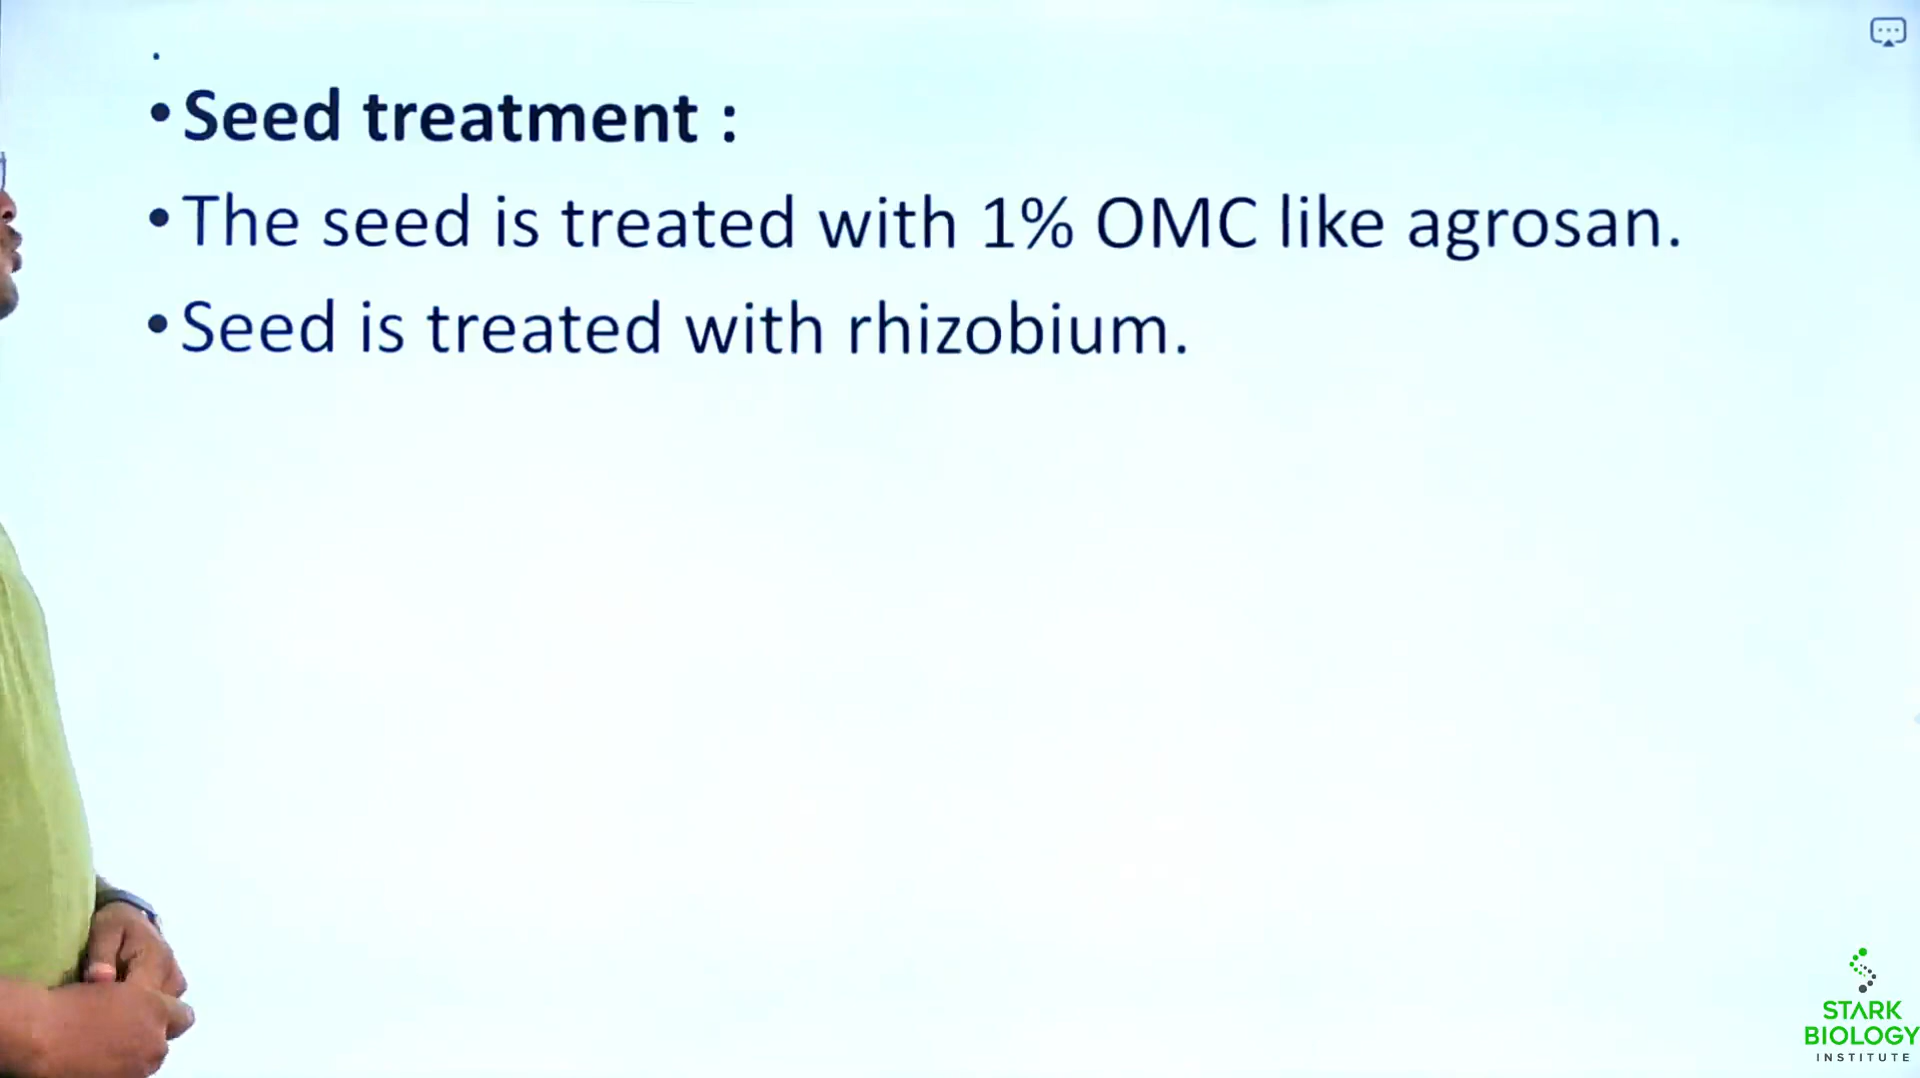 •
• Seed treatment :
• The seed is treated with 1% OMC like agrosan.
• Seed is treated with rhizobium.
STARK
BIOLOGY
INSTITUTE